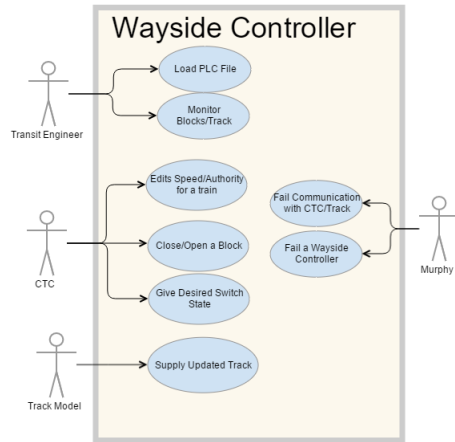 Wayside Controller
Load PLC File
Monitor
Blocks/Track
Transit Engineer
Edits Speed/Authority
for a train
Close/Open a Block
Give Desired Switch
State
CTC
Fail Communication
with CTC/Track
Fail a Wayside
Controller
Murphy
Supply Updated Track
Track Model